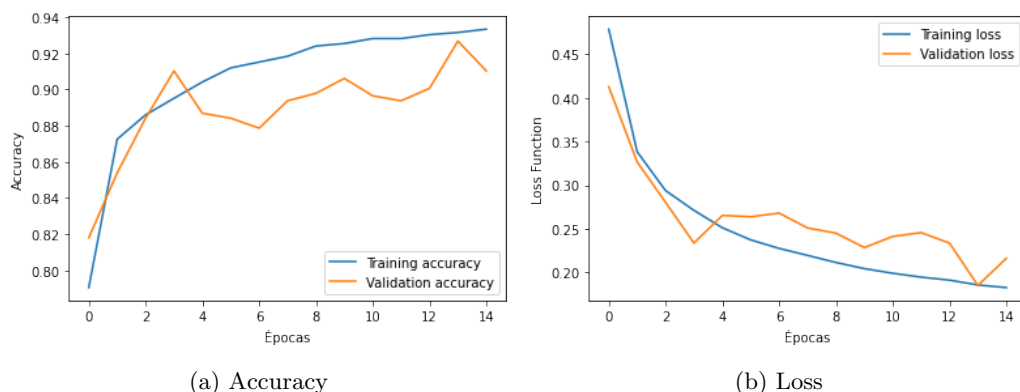 0.94
0.92
0.90
0.88
0.86
0.84
0.82
0.80
Accuracy
Training accuracy
Validation accuracy
0 2 4 6 8 10 12 14
Épocas
(a) Accuracy
0.45
0.40
0.35
0.30
0.25
0.20
Loss Function
Training loss
Validation loss
0 2 4 6 8 10 12 14
Épocas
(b) Loss